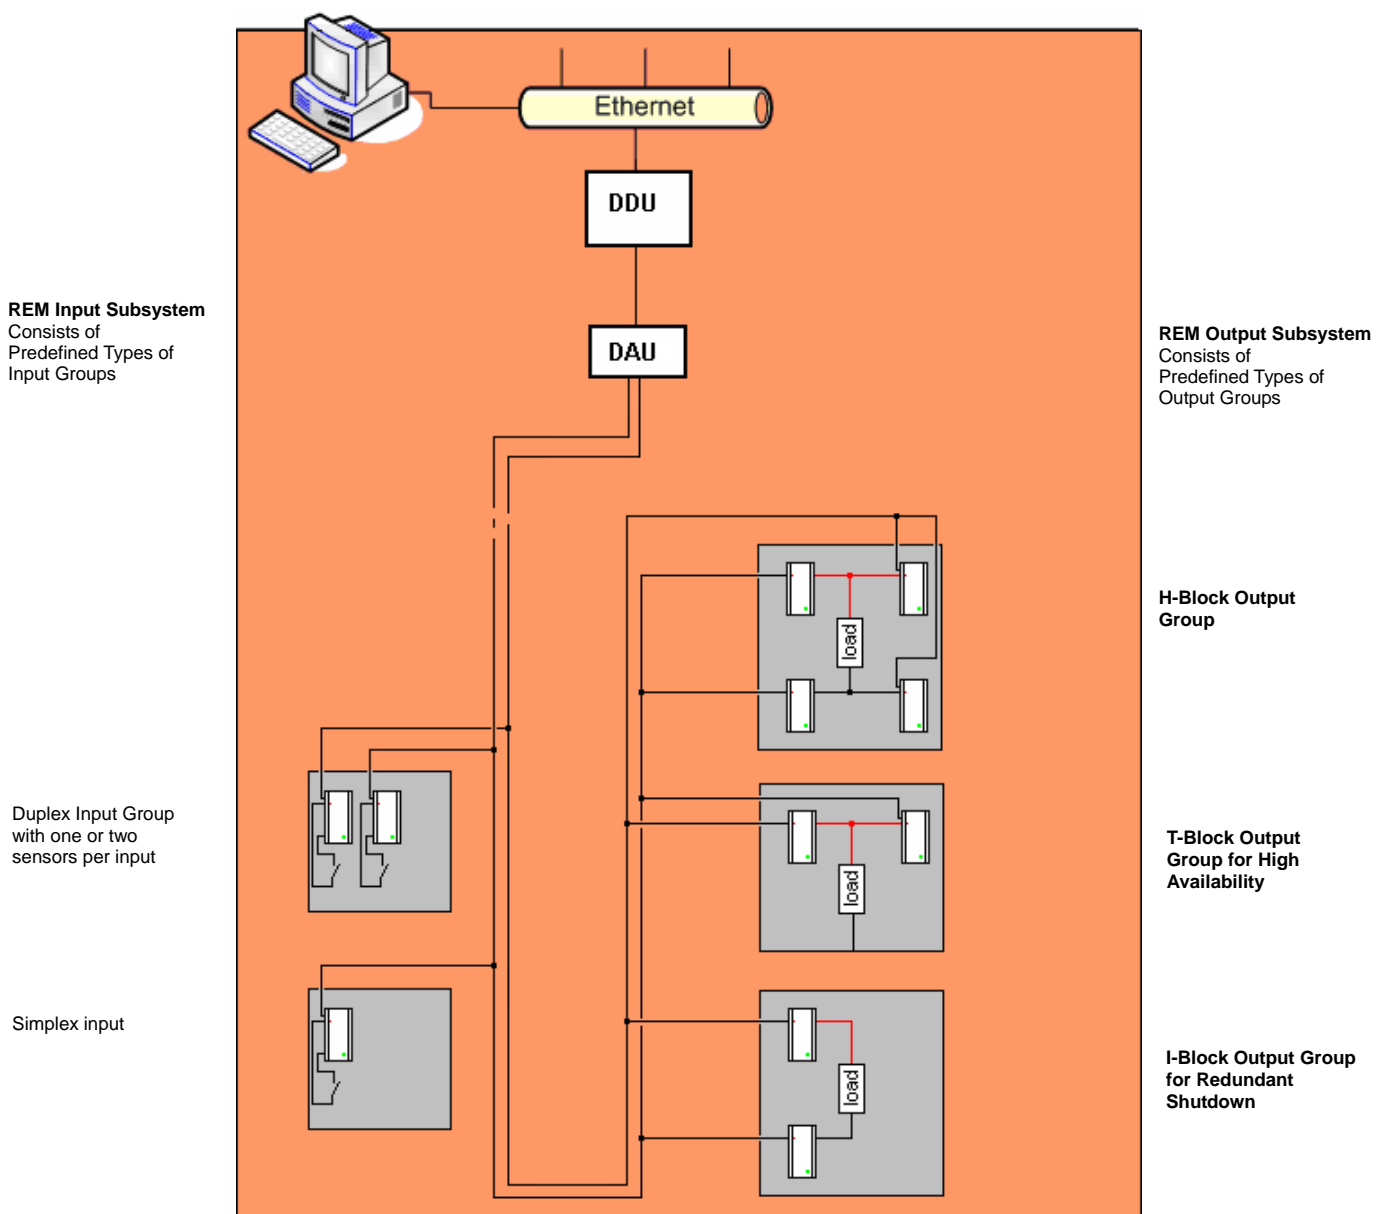 Ethernet
DDU
REM Input Subsystem
Consists of
Predefined Types of
Input Groups
DAU
REM Output Subsystem
Consists of
Predefined Types of
Output Groups
H-Block Output
Group
load
Duplex Input Group
with one or two
sensors per input
T-Block Output
Group for High
Availability
load
Simplex input
I-Block Output Group
for Redundant
Shutdown
load